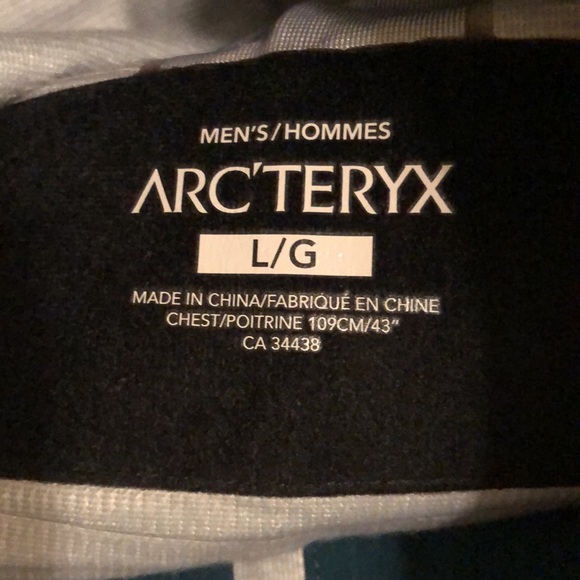 MEN'S/HOMMES
ARC'TERYX
L/G
MADE IN CHINA/FABRIQUÉ EN CHINE
CHEST/POITRINE 109CM/43"
CA 34438